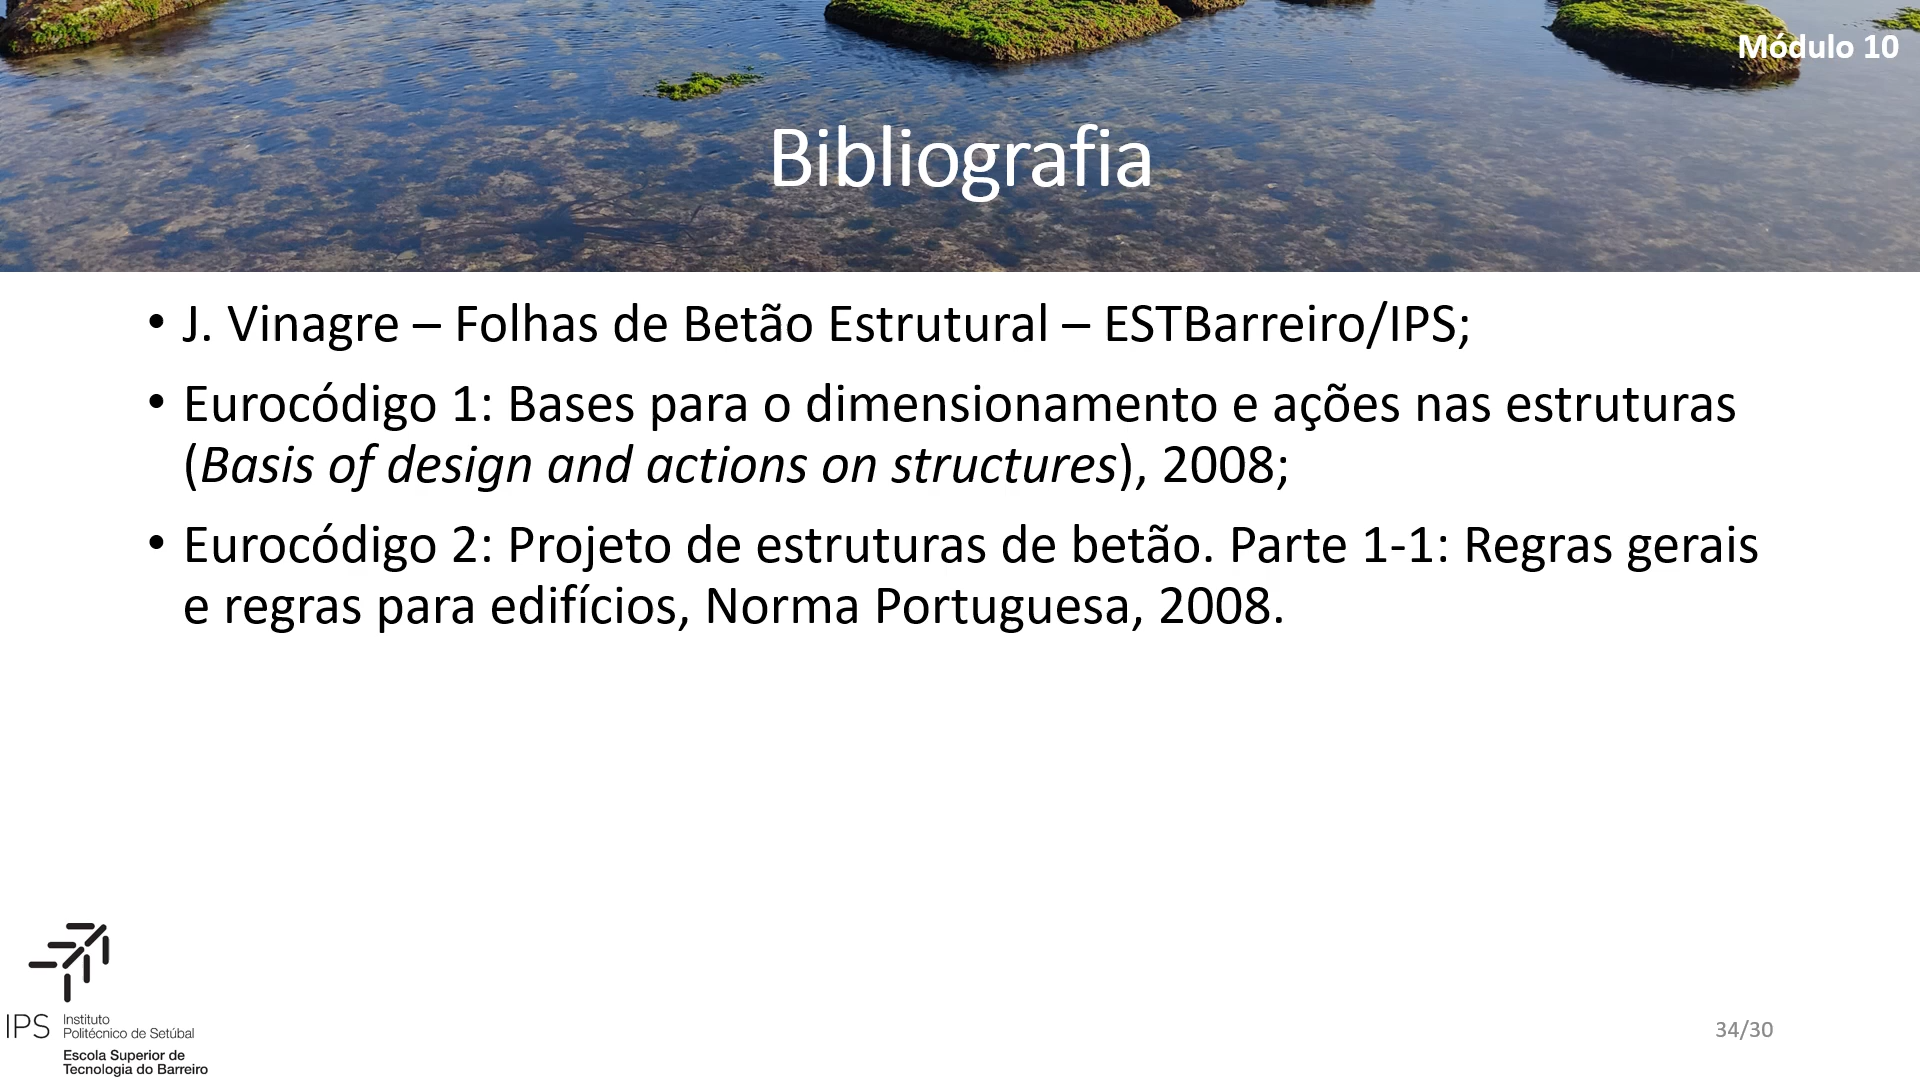 Módulo 10
Bibliografia
• J. Vinagre – Folhas de Betão Estrutural – ESTBarreiro/IPS;
• Eurocódigo 1: Bases para o dimensionamento e ações nas estruturas
(Basis of design and actions on structures), 2008;
• Eurocódigo 2: Projeto de estruturas de betão. Parte 1-1: Regras gerais
e regras para edifícios, Norma Portuguesa, 2008.
IPS Instituto
Politécnico de Setúbal
Escola Superior de
Tecnologia do Barreiro
34/30